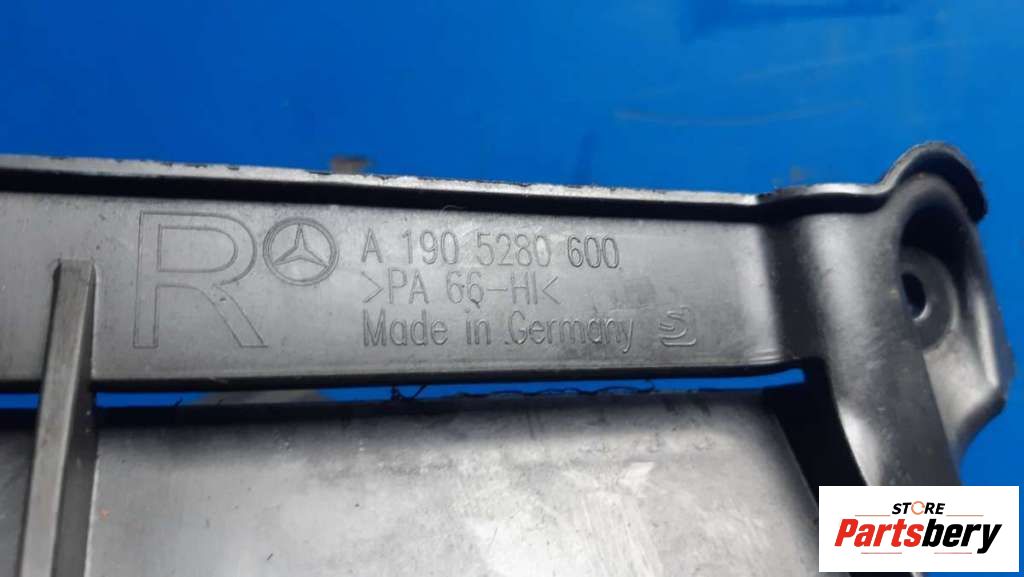 R
A 190 5280 600
>PA 66-HI<
Made in Germany
STORE
Partsbery